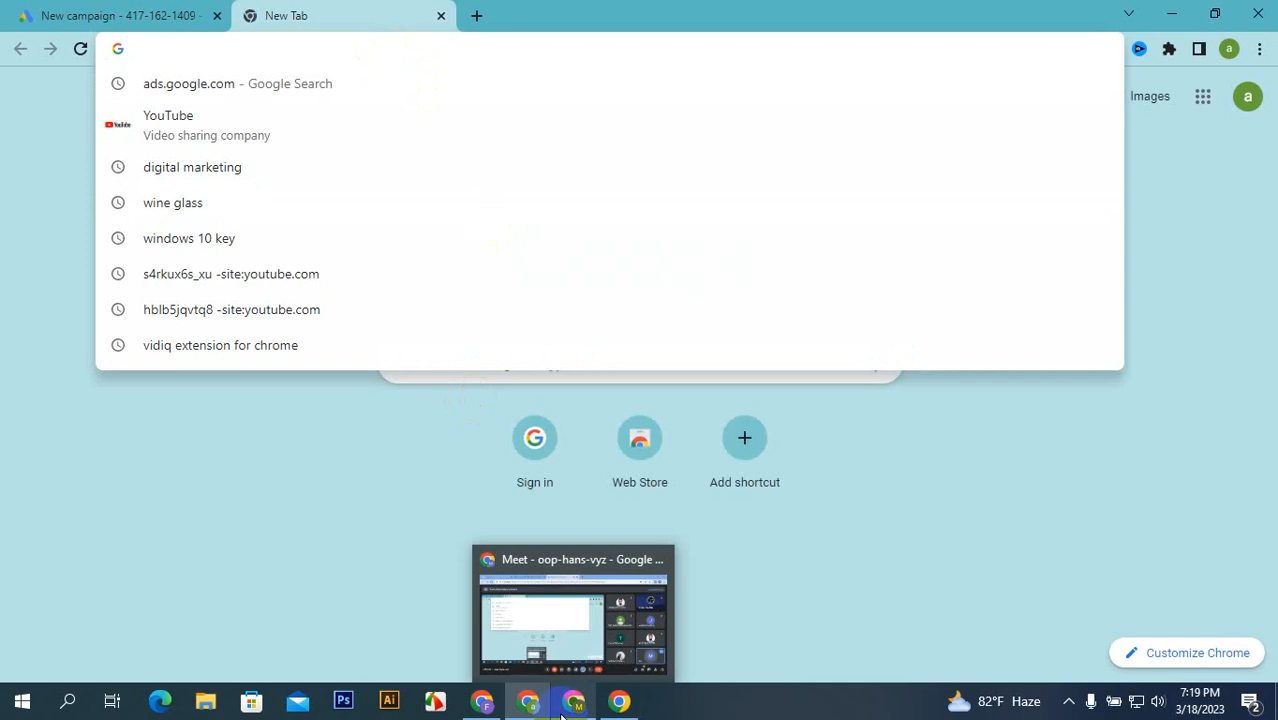 New campaign - 417-162-1409 -
New Tab
ads.google.com - Google Search
YouTube
Video sharing company
digital marketing
wine glass
windows 10 key
s4rkux6s_xu -site:youtube.com
hblb5jqvtq8 -site:youtube.com
vidiq extension for chrome
a
Images
a
Sign in
Web Store
Add shortcut
Meet - oop-hans-vyz - Google ...
Customize Chrome
Ps
Ai
F
a
M
82°F Haze
7:19 PM
3/18/2023
2